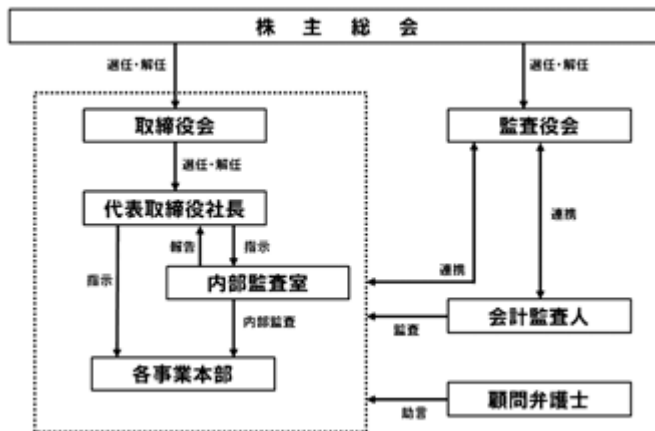 株主総会
選任・解任
選任・解任
取締役会
監査役会
選任・解任
代表取締役社長
連携
報告
指示
指示
連携
内部監査室
会計監査人
内部監査
監査
各事業本部
顧問弁護士
助言